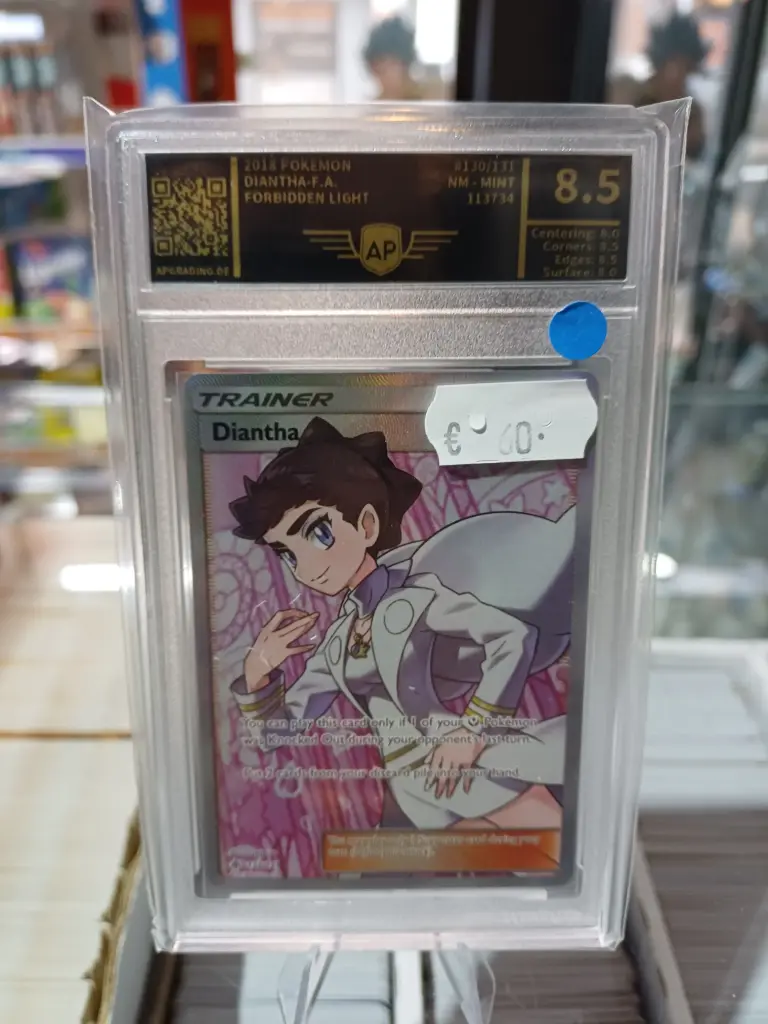 2018 POKEMON #130/131
DIANTHA-F.A. NM - MINT
FORBIDDEN LIGHT 113734
8.5
Centering: 8.0
Corners: 8.5
Edges: 8.5
Surface: 8.0
AP
APGRADING.DE
€ 60.
TRAINER
Diantha
You can play this card only if 1 of your Pokémon
was Knocked Out during your opponent's last turn.
Put 2 cards from your discard pile into your hand.